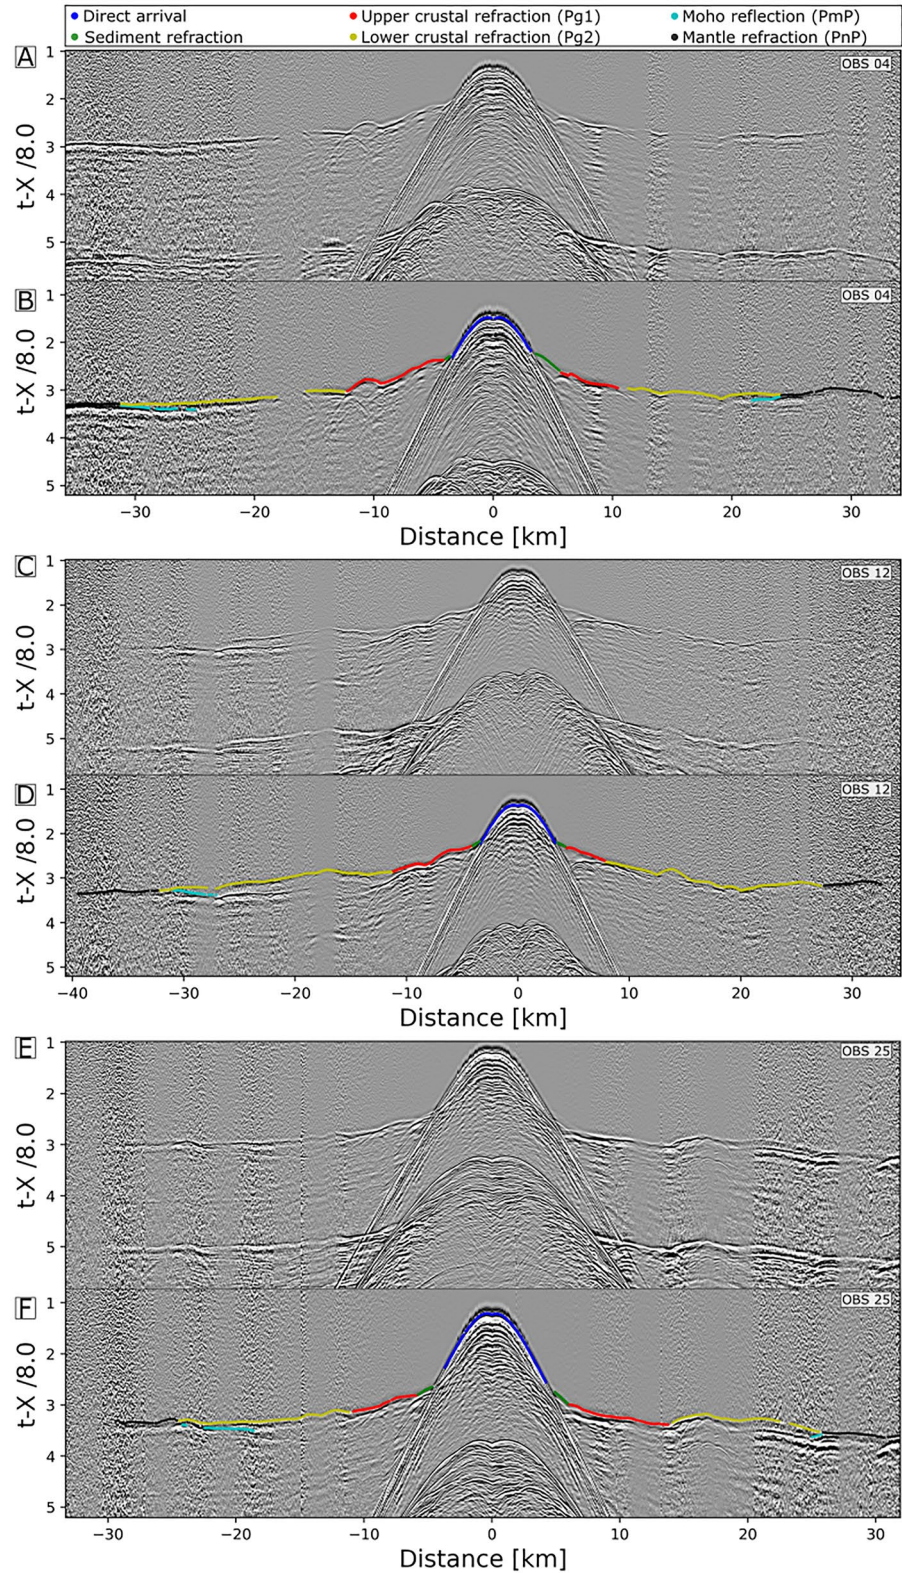 Direct arrival
Upper crustal refraction (Pg1)
Moho reflection (PmP)
Sediment refraction
Lower crustal refraction (Pg2)
Mantle refraction (PnP)
A
OBS 04
1
2
3
4
5
t-X /8.0
B
OBS 04
1
2
3
4
5
t-X /8.0
−30
−20
−10
0
10
20
30
Distance [km]
C
OBS 12
1
2
3
4
5
t-X /8.0
D
OBS 12
1
2
3
4
5
t-X /8.0
−40
−30
−20
−10
0
10
20
30
Distance [km]
E
OBS 25
1
2
3
4
5
t-X /8.0
F
OBS 25
1
2
3
4
5
t-X /8.0
−30
−20
−10
0
10
20
30
Distance [km]